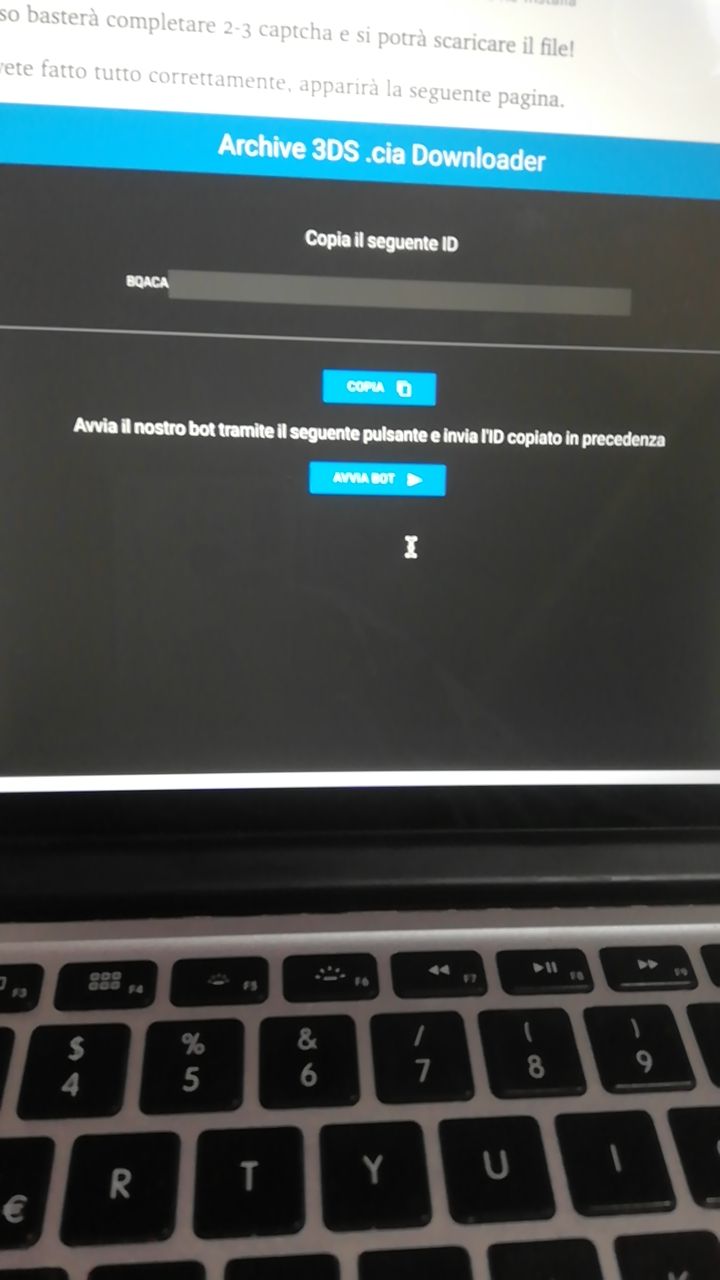 so basterà completare 2-3 captcha e si potrà scaricare il file!
vete fatto tutto correttamente, apparirà la seguente pagina.
Archive 3DS .cia Downloader
Copia il seguente ID
BQACA
COPIA
Avvia il nostro bot tramite il seguente pulsante e invia l'ID copiato in precedenza
AVVIA BOT
F3 F4 F5 F6 F7 F8 F9
$ % & / ( )
4 5 6 7 8 9
€ R T Y U I